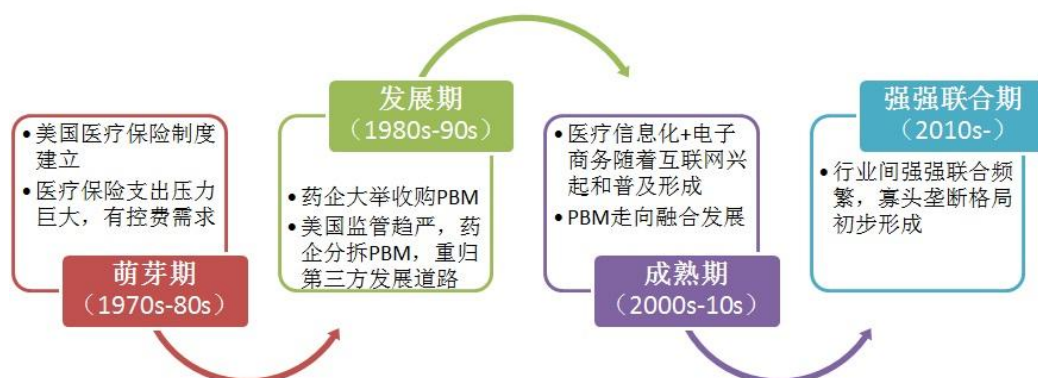 • 美国医疗保险制度
建立
• 医疗保险支出压力
巨大，有控费需求
萌芽期
（1970s-80s）
发展期
（1980s-90s）
• 药企大举收购PBM
• 美国监管趋严，药
企分拆PBM，重归
第三方发展道路
• 医疗信息化+电子
商务随着互联网兴
起和普及形成
• PBM走向融合发展
成熟期
（2000s-10s）
强强联合期
（2010s-）
• 行业间强强联合频
繁，寡头垄断格局
初步形成